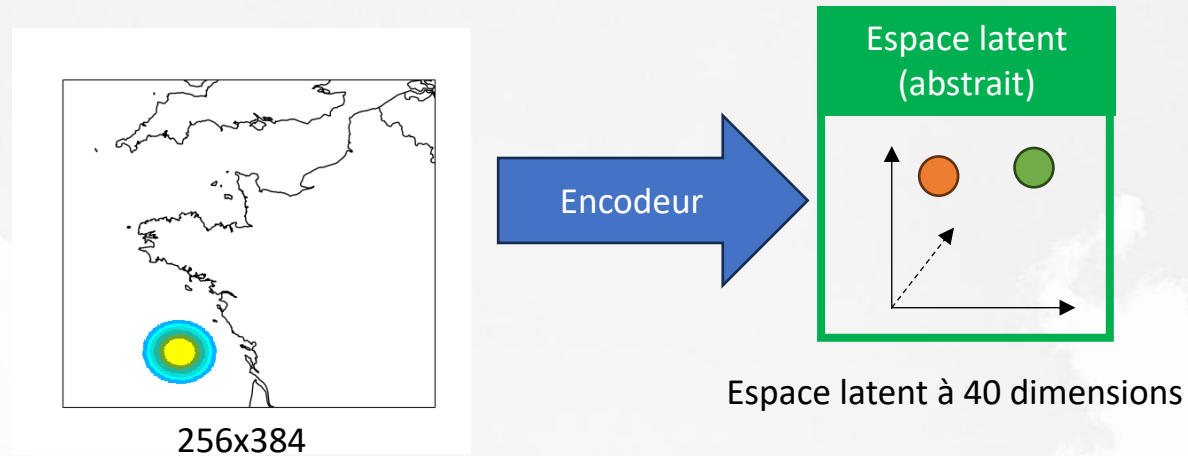 Espace latent
(abstrait)
Encodeur
Espace latent à 40 dimensions
256x384